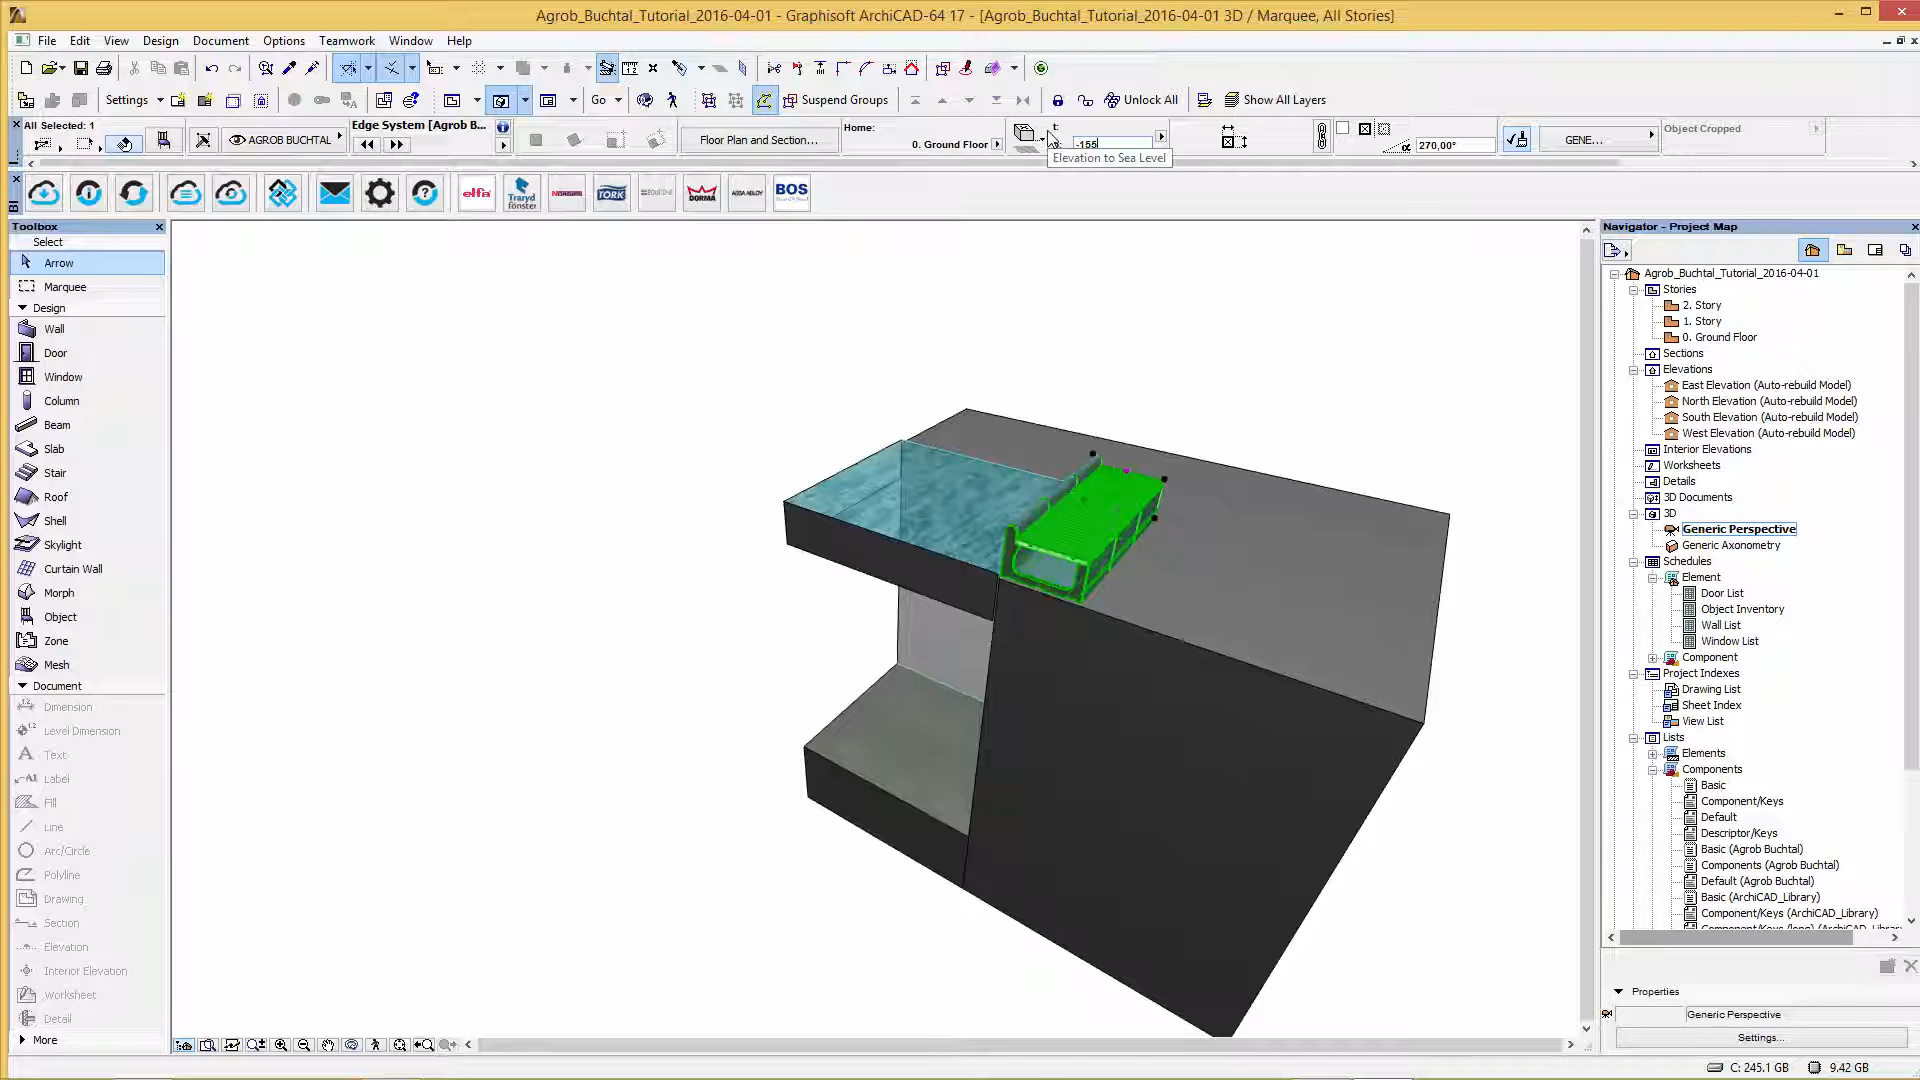 Agrob_Buchtal_Tutorial_2016-04-01 - Graphisoft ArchiCAD-64 17 - [Agrob_Buchtal_Tutorial_2016-04-01 3D / Marquee, All Stories]
File Edit View Design Document Options Teamwork Window Help
Settings Go Suspend Groups Unlock All Show All Layers
All Selected: 1
AGROB BUCHTAL
Edge System [Agrob B...
Floor Plan and Section...
Home:
0. Ground Floor
t:
-155
Elevation to Sea Level
270,00°
GENE...
Object Cropped
elfa
Traryd fönster
TORK
DORMA
ASSA ABLOY
BOS
Toolbox
Select
Arrow
Marquee
Design
Wall
Door
Window
Column
Beam
Slab
Stair
Roof
Shell
Skylight
Curtain Wall
Morph
Object
Zone
Mesh
Document
Dimension
Level Dimension
Text
Label
Fill
Line
Arc/Circle
Polyline
Drawing
Section
Elevation
Interior Elevation
Worksheet
Detail
More
Navigator - Project Map
Agrob_Buchtal_Tutorial_2016-04-01
Stories
2. Story
1. Story
0. Ground Floor
Sections
Elevations
East Elevation (Auto-rebuild Model)
North Elevation (Auto-rebuild Model)
South Elevation (Auto-rebuild Model)
West Elevation (Auto-rebuild Model)
Interior Elevations
Worksheets
Details
3D Documents
3D
Generic Perspective
Generic Axonometry
Schedules
Element
Door List
Object Inventory
Wall List
Window List
Component
Project Indexes
Drawing List
Sheet Index
View List
Lists
Elements
Components
Basic
Component/Keys
Default
Descriptor/Keys
Basic (Agrob Buchtal)
Components (Agrob Buchtal)
Default (Agrob Buchtal)
Basic (ArchiCAD_Library)
Component/Keys (ArchiCAD_Library)
Properties
Generic Perspective
Settings...
C: 245.1 GB 9.42 GB